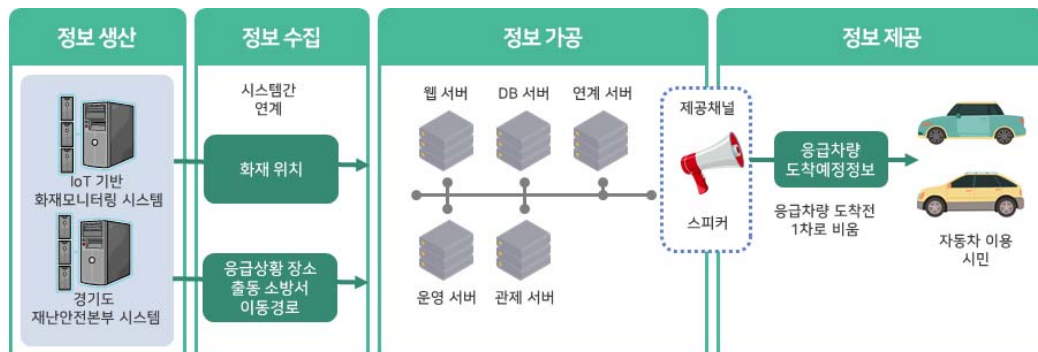 정보 생산
정보 수집
정보 가공
정보 제공
IoT 기반
화재모니터링 시스템
경기도
재난안전본부 시스템
시스템간
연계
화재 위치
응급상황 장소
출동 소방서
이동경로
웹 서버
DB 서버
연계 서버
운영 서버
관제 서버
제공채널
스피커
응급차량
도착예정정보
응급차량 도착전
1차로 비움
자동차 이용
시민